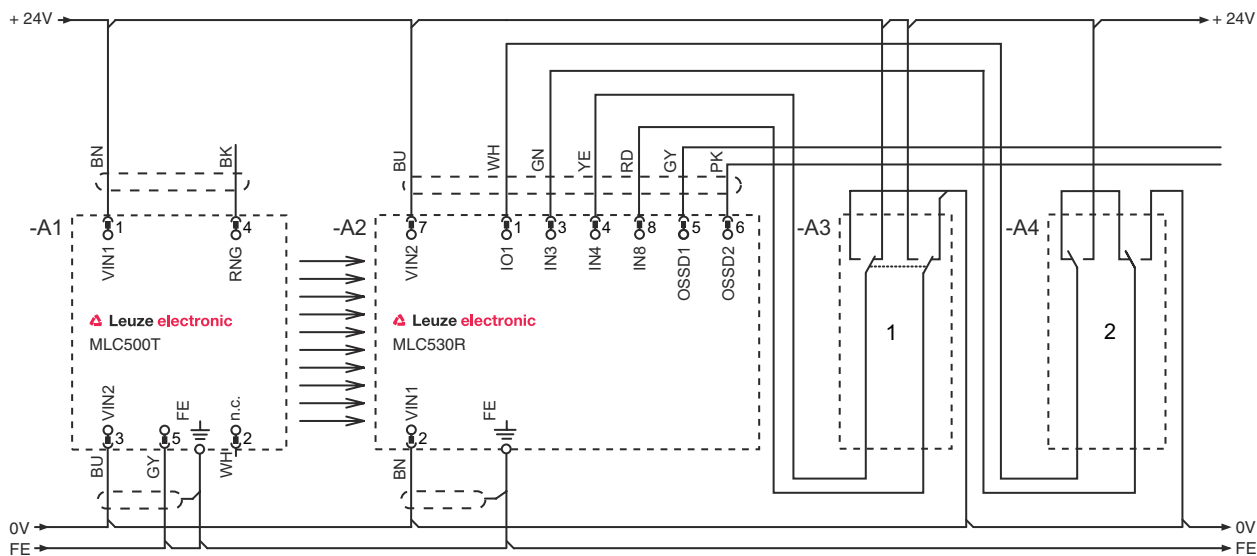 + 24V
+ 24V
BN
BK
BU
WH
GN
YE
RD
GY
PK
-A1
1
4
-A2
7
1
3
4
8
5
6
-A3
-A4
VIN1
RNG
VIN2
IO1
IN3
IN4
IN8
OSSD1
OSSD2
Leuze electronic
MLC500T
Leuze electronic
MLC530R
1
2
VIN2
FE
n.c.
VIN1
FE
3
5
2
2
BU
GY
WH
BN
0V
0V
FE
FE